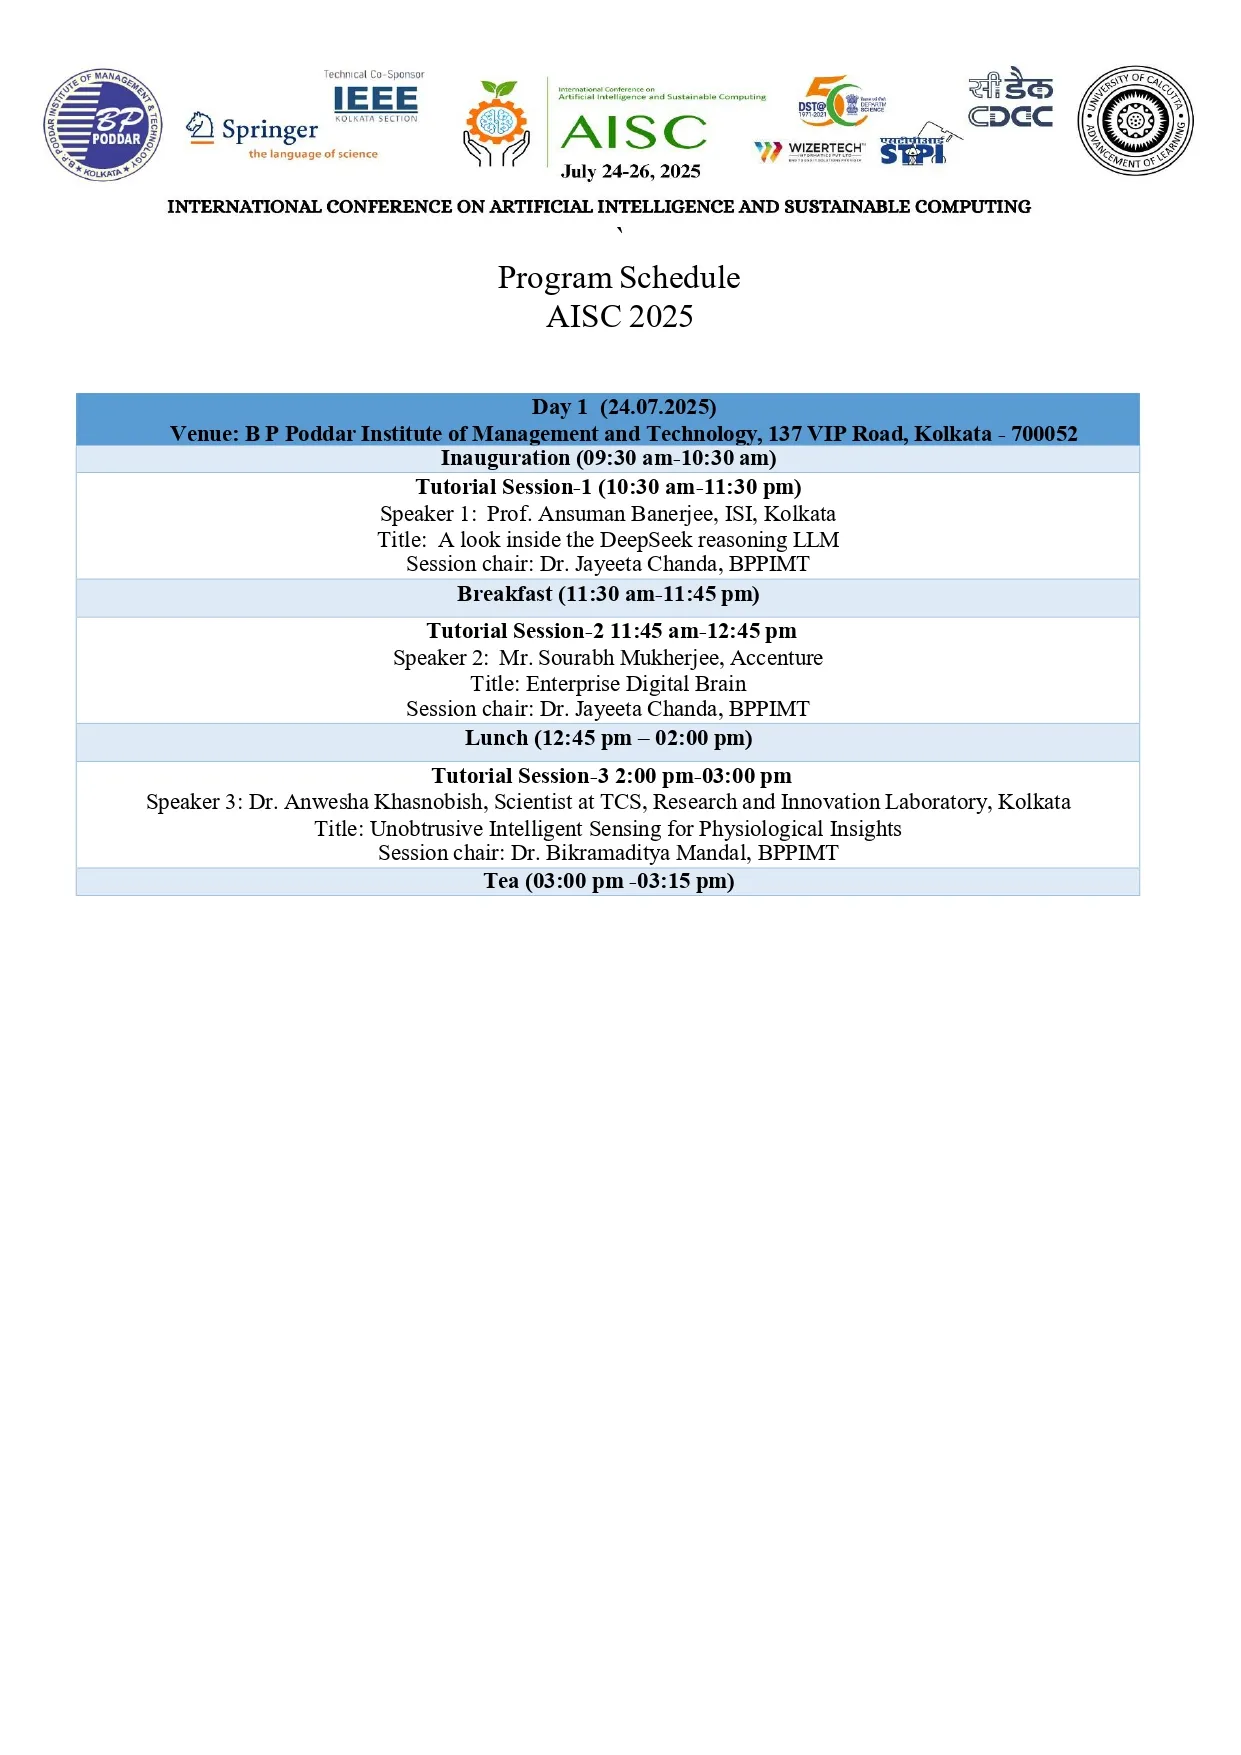 B P PODDAR INSTITUTE OF MANAGEMENT & TECHNOLOGY
KOLKATA
BP
PODDAR
Springer
the language of science
Technical Co-Sponsor
IEEE
KOLKATA SECTION
International Conference on
Artificial Intelligence and Sustainable Computing
AISC
July 24-26, 2025
DST@
1971-2021
50
WIZERTECH
INFORMATICS PVT LTD
STPI
सी डैक
CDAC
UNIVERSITY OF CALCUTTA
ADVANCEMENT OF LEARNING
INTERNATIONAL CONFERENCE ON ARTIFICIAL INTELLIGENCE AND SUSTAINABLE COMPUTING
`
Program Schedule
AISC 2025
Day 1 (24.07.2025)
Venue: B P Poddar Institute of Management and Technology, 137 VIP Road, Kolkata - 700052
Inauguration (09:30 am-10:30 am)
Tutorial Session-1 (10:30 am-11:30 pm)
Speaker 1: Prof. Ansuman Banerjee, ISI, Kolkata
Title: A look inside the DeepSeek reasoning LLM
Session chair: Dr. Jayeeta Chanda, BPPIMT
Breakfast (11:30 am-11:45 pm)
Tutorial Session-2 11:45 am-12:45 pm
Speaker 2: Mr. Sourabh Mukherjee, Accenture
Title: Enterprise Digital Brain
Session chair: Dr. Jayeeta Chanda, BPPIMT
Lunch (12:45 pm – 02:00 pm)
Tutorial Session-3 2:00 pm-03:00 pm
Speaker 3: Dr. Anwesha Khasnobish, Scientist at TCS, Research and Innovation Laboratory, Kolkata
Title: Unobtrusive Intelligent Sensing for Physiological Insights
Session chair: Dr. Bikramaditya Mandal, BPPIMT
Tea (03:00 pm -03:15 pm)